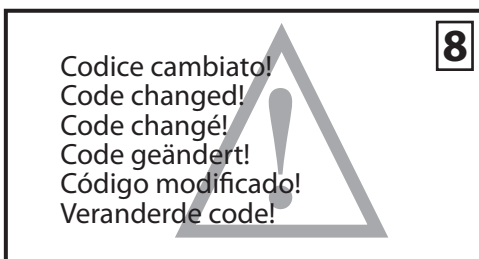 8
Codice cambiato!
Code changed!
Code changé!
Code geändert!
Código modificado!
Veranderde code!